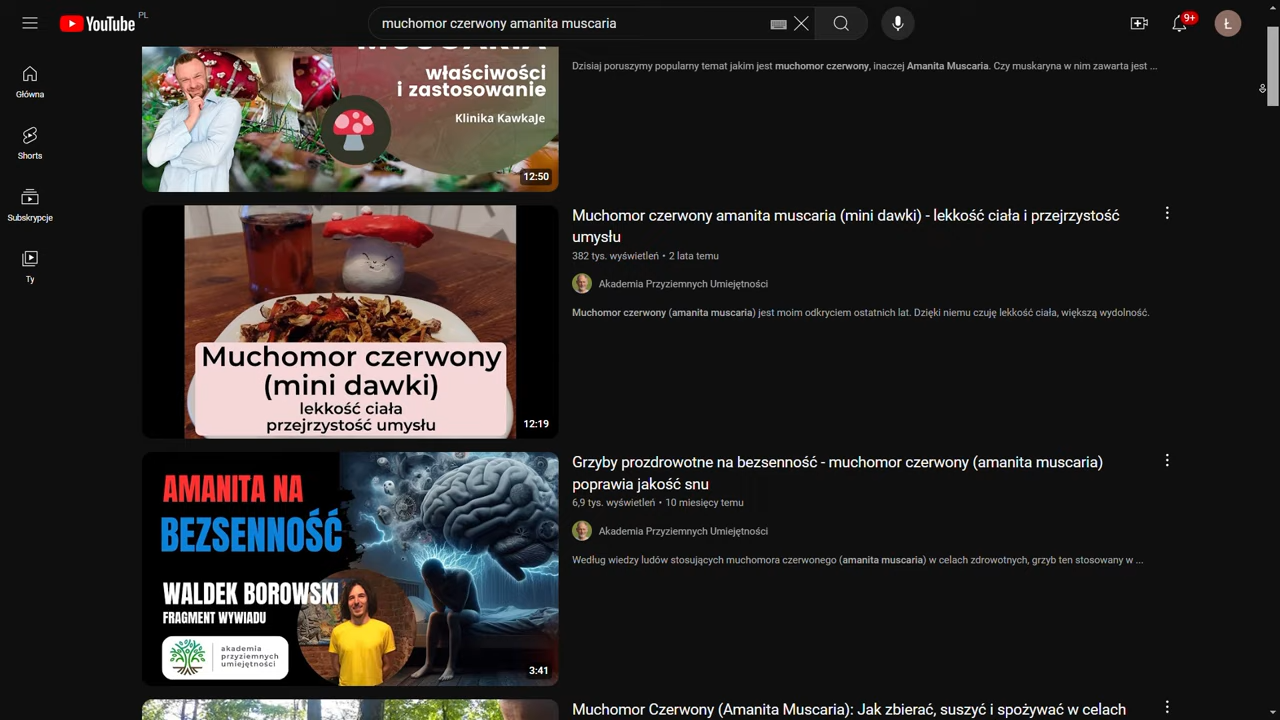 YouTube PL
muchomor czerwony amanita muscaria
9+
Ł
Główna
Shorts
Subskrypcje
Ty
właściwości
i zastosowanie
Klinika KawkaJe
12:50
Dzisiaj poruszymy popularny temat jakim jest muchomor czerwony, inaczej Amanita Muscaria. Czy muskaryna w nim zawarta jest ...
Muchomor czerwony
(mini dawki)
lekkość ciała
przejrzystość umysłu
12:19
Muchomor czerwony amanita muscaria (mini dawki) - lekkość ciała i przejrzystość
umysłu
382 tys. wyświetleń • 2 lata temu
Akademia Przyziemnych Umiejętności
Muchomor czerwony (amanita muscaria) jest moim odkryciem ostatnich lat. Dzięki niemu czuję lekkość ciała, większą wydolność.
AMANITA NA
BEZSENNOŚĆ
WALDEK BOROWSKI
FRAGMENT WYWIADU
akademia
przyziemnych
umiejętności
3:41
Grzyby prozdrowotne na bezsenność - muchomor czerwony (amanita muscaria)
poprawia jakość snu
6,9 tys. wyświetleń • 10 miesięcy temu
Akademia Przyziemnych Umiejętności
Według wiedzy ludów stosujących muchomora czerwonego (amanita muscaria) w celach zdrowotnych, grzyb ten stosowany w ...
Muchomor Czerwony (Amanita Muscaria): Jak zbierać, suszyć i spożywać w celach